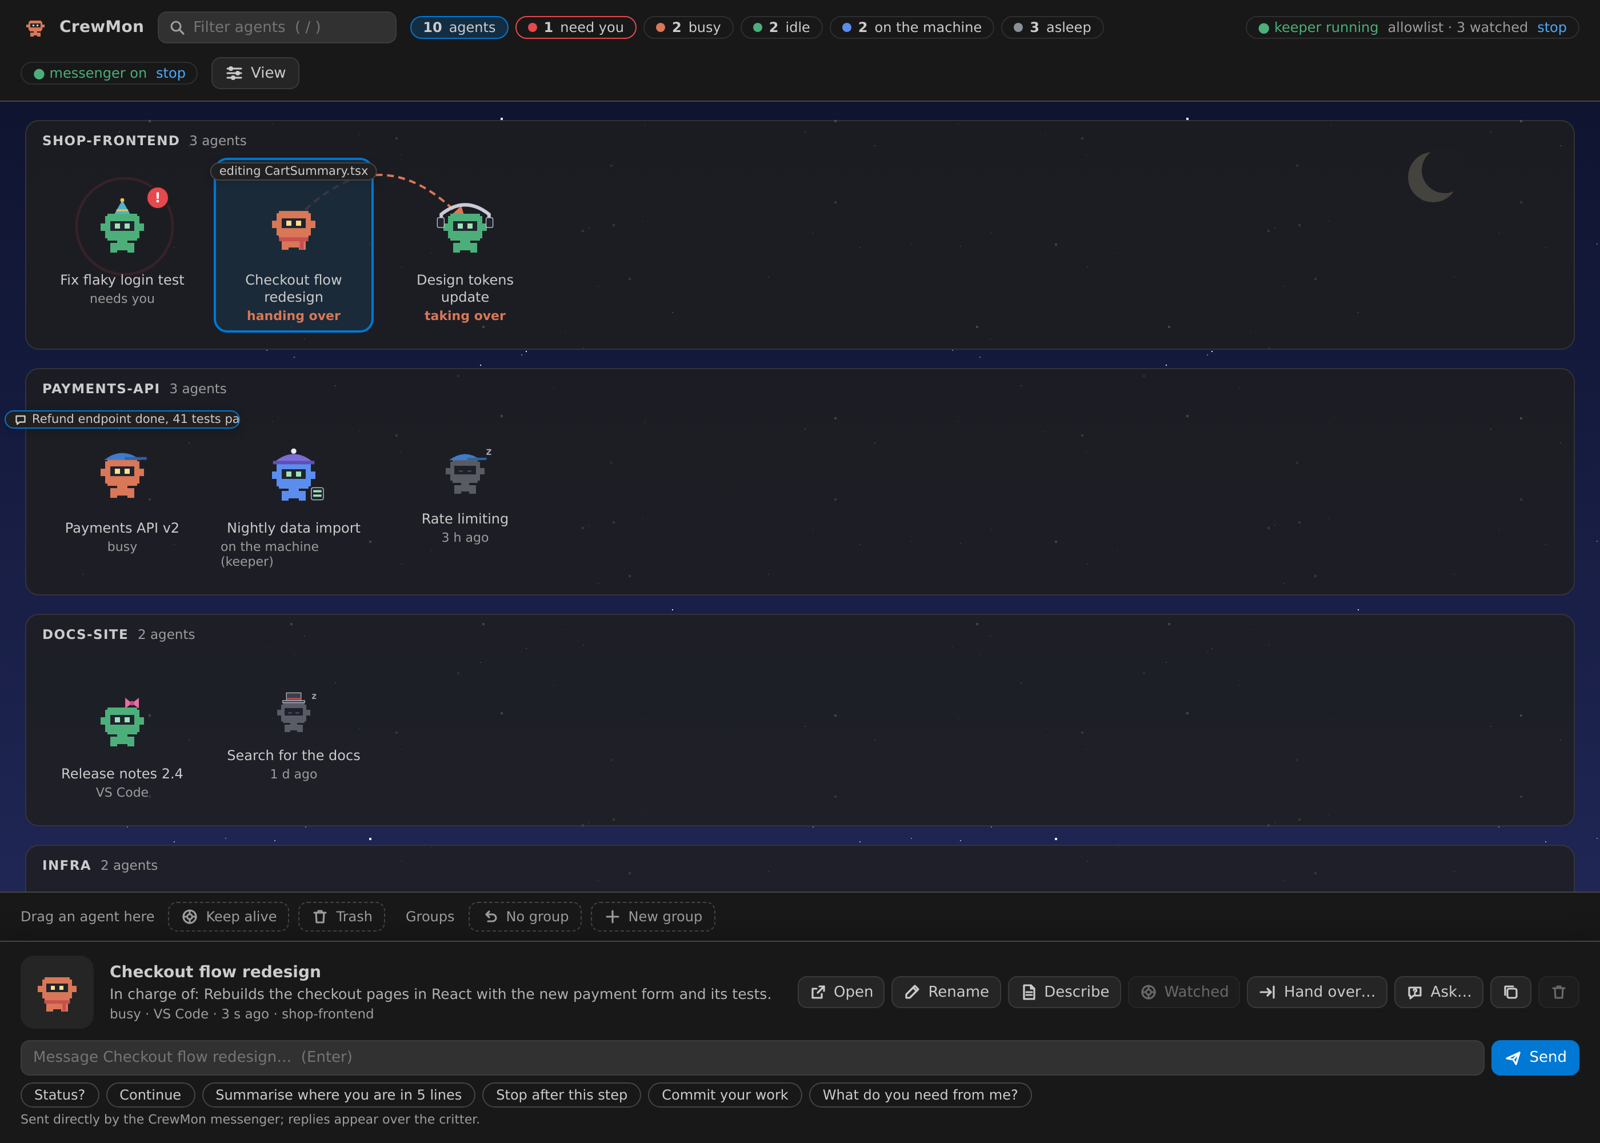 CrewMon
Filter agents ( / )
10 agents
1 need you
2 busy
2 idle
2 on the machine
3 asleep
keeper running allowlist · 3 watched stop
messenger on stop
View
SHOP-FRONTEND 3 agents
editing CartSummary.tsx
!
Fix flaky login test
needs you
Checkout flow
redesign
handing over
Design tokens
update
taking over
PAYMENTS-API 3 agents
Refund endpoint done, 41 tests pa
z
Payments API v2
busy
Nightly data import
on the machine
(keeper)
Rate limiting
3 h ago
DOCS-SITE 2 agents
z
Release notes 2.4
VS Code
Search for the docs
1 d ago
INFRA 2 agents
Drag an agent here
Keep alive
Trash
Groups
No group
New group
Checkout flow redesign
In charge of: Rebuilds the checkout pages in React with the new payment form and its tests.
busy · VS Code · 3 s ago · shop-frontend
Open
Rename
Describe
Watched
Hand over...
Ask...
Message Checkout flow redesign... (Enter)
Send
Status?
Continue
Summarise where you are in 5 lines
Stop after this step
Commit your work
What do you need from me?
Sent directly by the CrewMon messenger; replies appear over the critter.